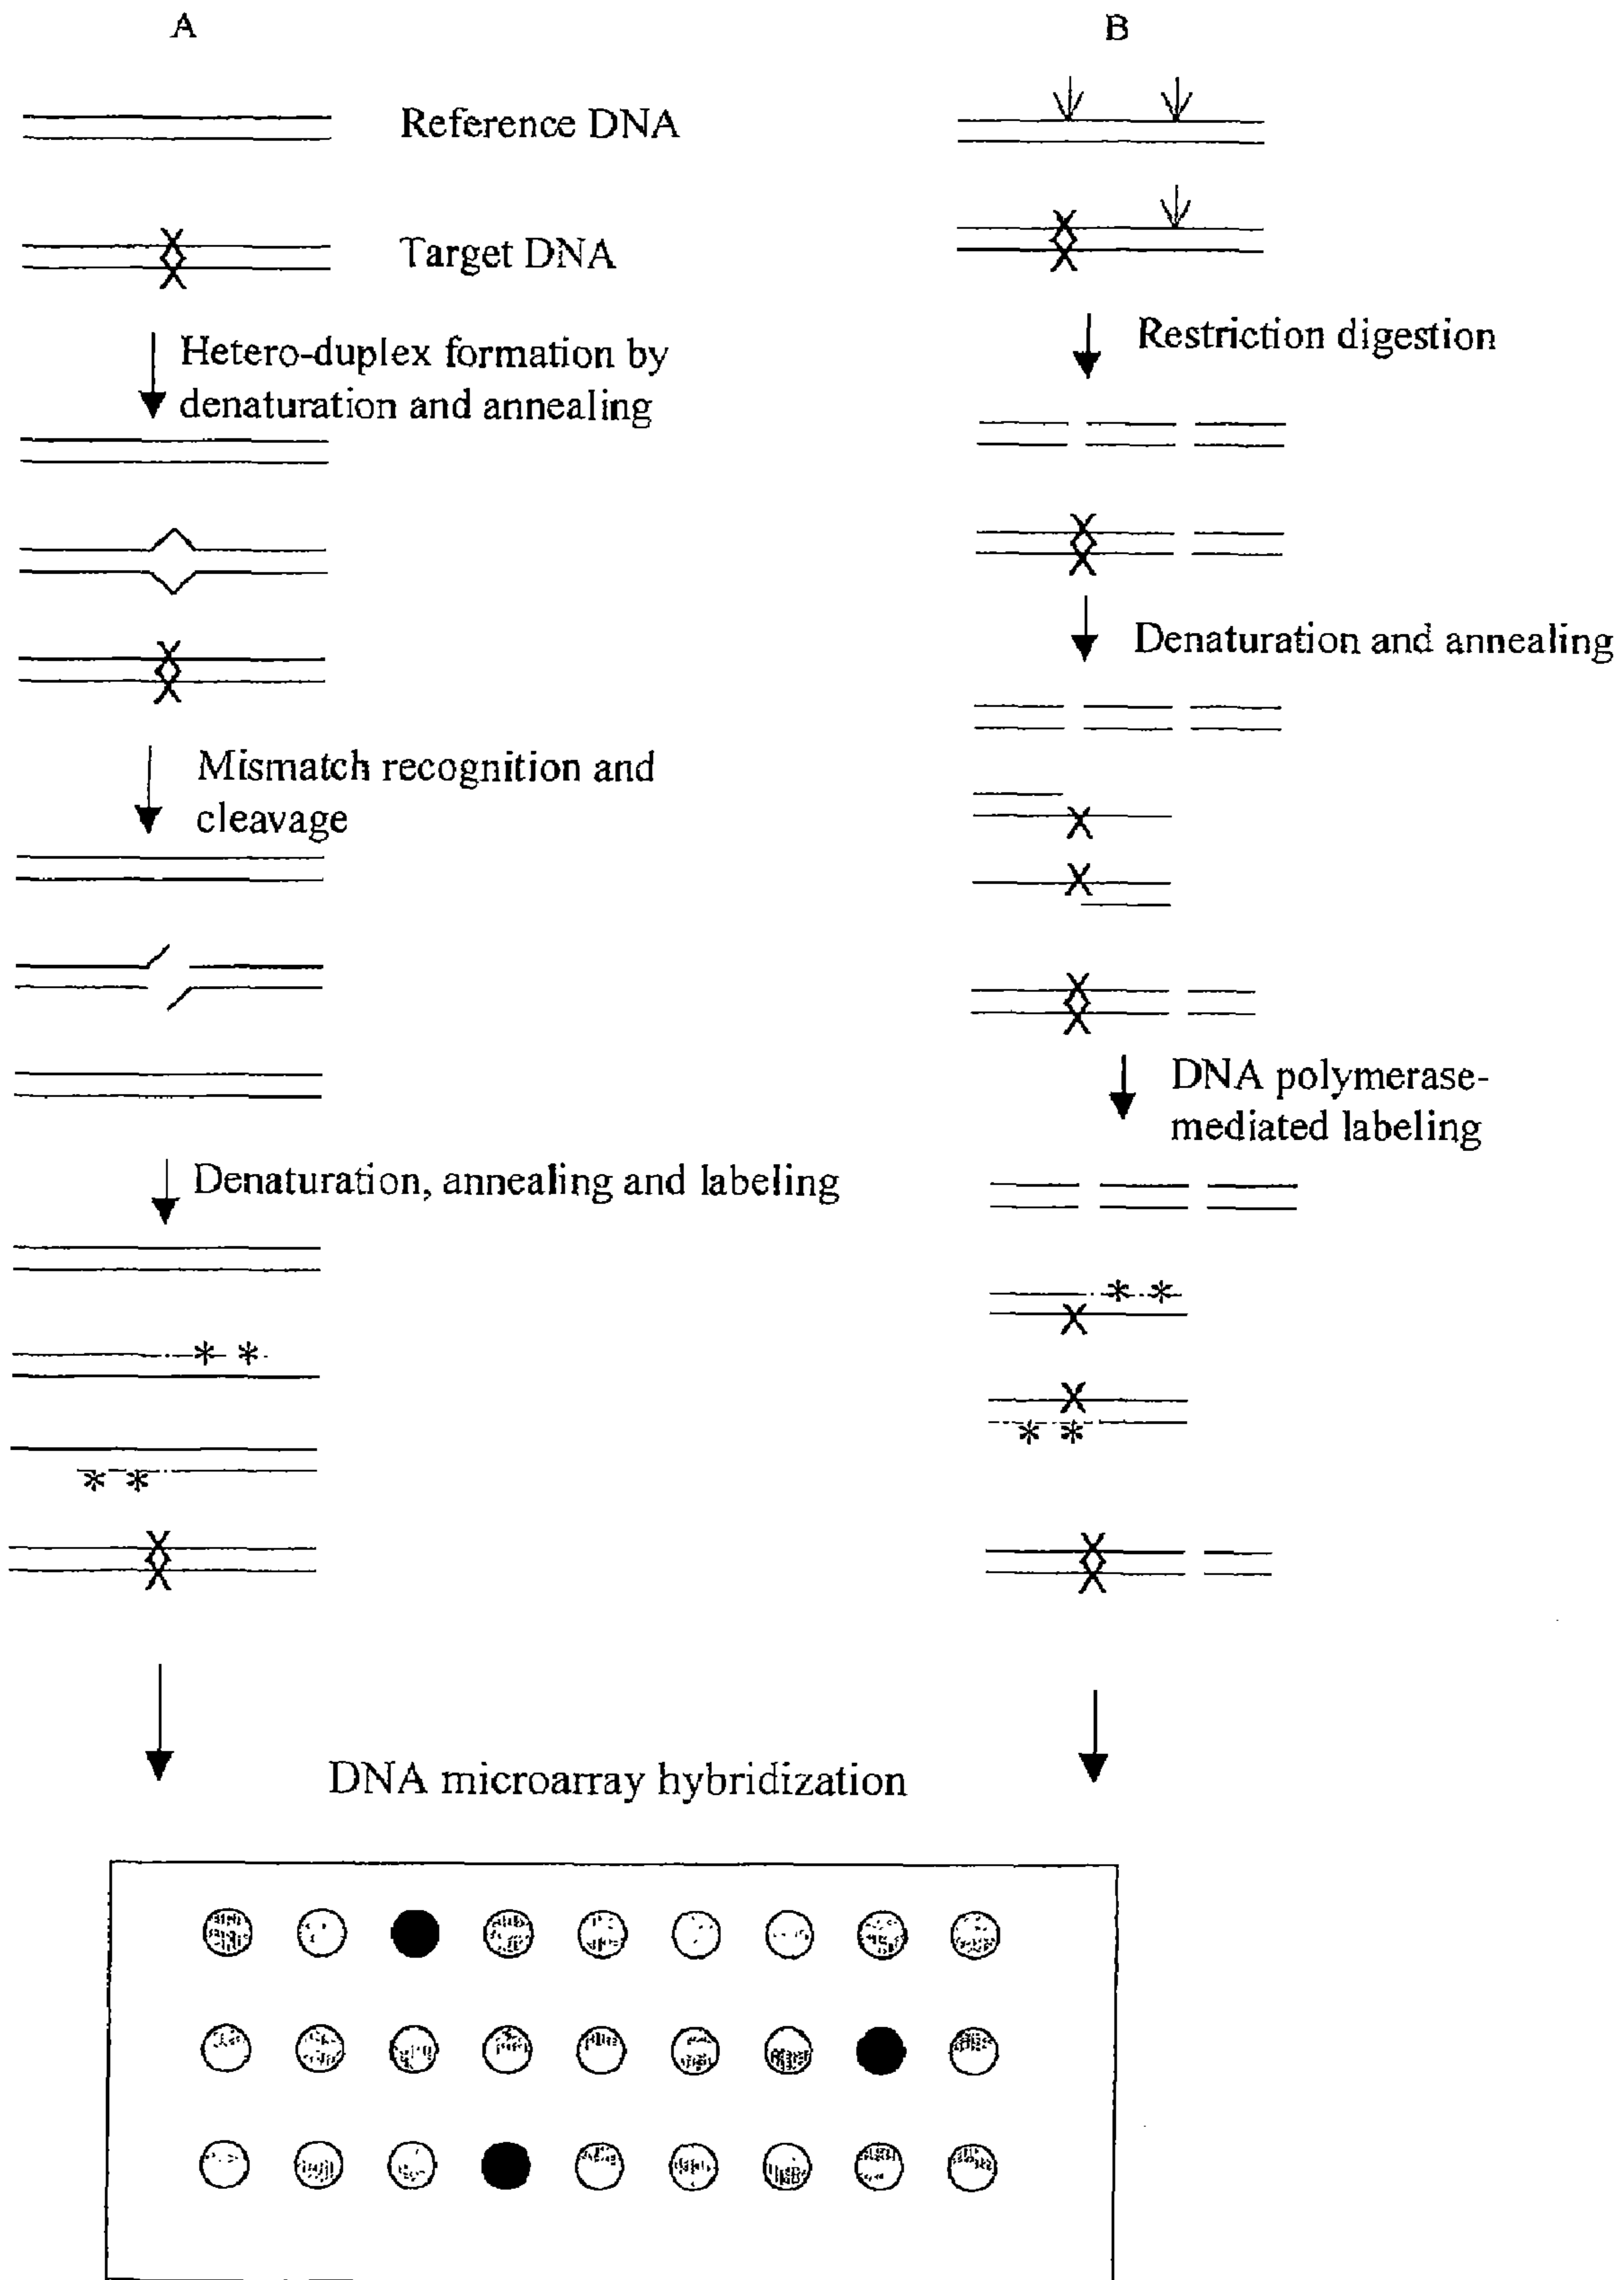 A
B
Reference DNA
Target DNA
Hetero-duplex formation by
denaturation and annealing
Mismatch recognition and
cleavage
Denaturation, annealing and labeling
Restriction digestion
Denaturation and annealing
DNA polymerase-
mediated labeling
DNA microarray hybridization